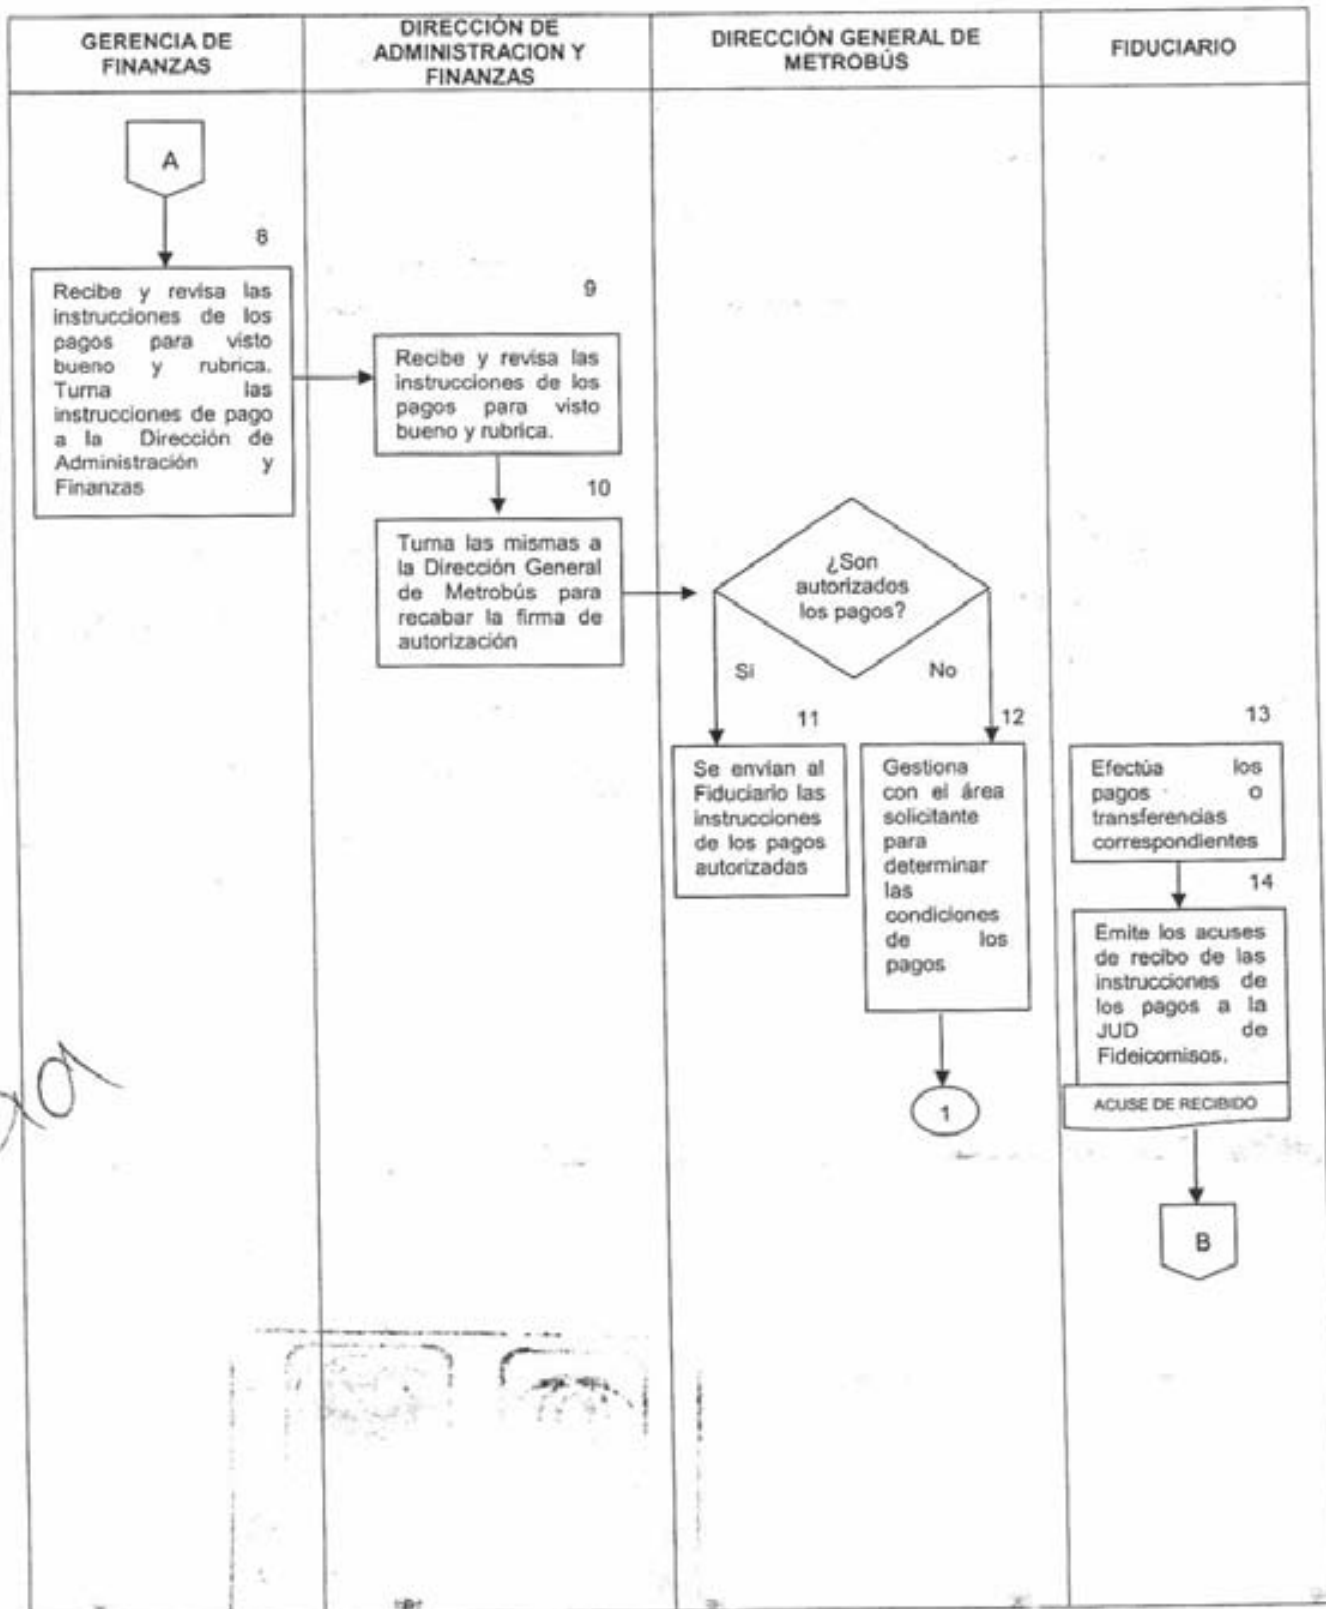 GERENCIA DE
FINANZAS
DIRECCIÓN DE
ADMINISTRACION Y
FINANZAS
DIRECCIÓN GENERAL DE
METROBÚS
FIDUCIARIO
A
8
Recibe y revisa las
instrucciones de los
pagos para visto
bueno y rubrica.
Turna las
instrucciones de pago
a la Dirección de
Administración y
Finanzas
9
Recibe y revisa las
instrucciones de los
pagos para visto
bueno y rubrica.
10
Turna las mismas a
la Dirección General
de Metrobús para
recabar la firma de
autorización
¿Son
autorizados
los pagos?
Si
No
11
Se envian al
Fiduciario las
instrucciones
de los pagos
autorizadas
12
Gestiona
con el área
solicitante
para
determinar
las
condiciones
de los
pagos
1
13
Efectúa los
pagos o
transferencias
correspondientes
14
Emite los acuses
de recibo de las
instrucciones de
los pagos a la
JUD de
Fideicomisos.
ACUSE DE RECIBIDO
B